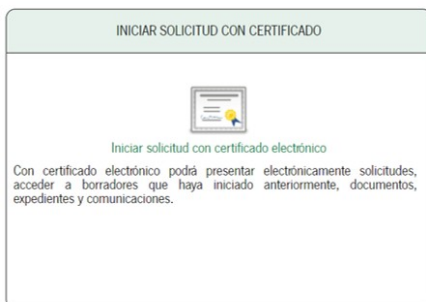 INICIAR SOLICITUD CON CERTIFICADO
Iniciar solicitud con certificado electrónico
Con certificado electrónico podrá presentar electrónicamente solicitudes,
acceder a borradores que haya iniciado anteriormente, documentos,
expedientes y comunicaciones.